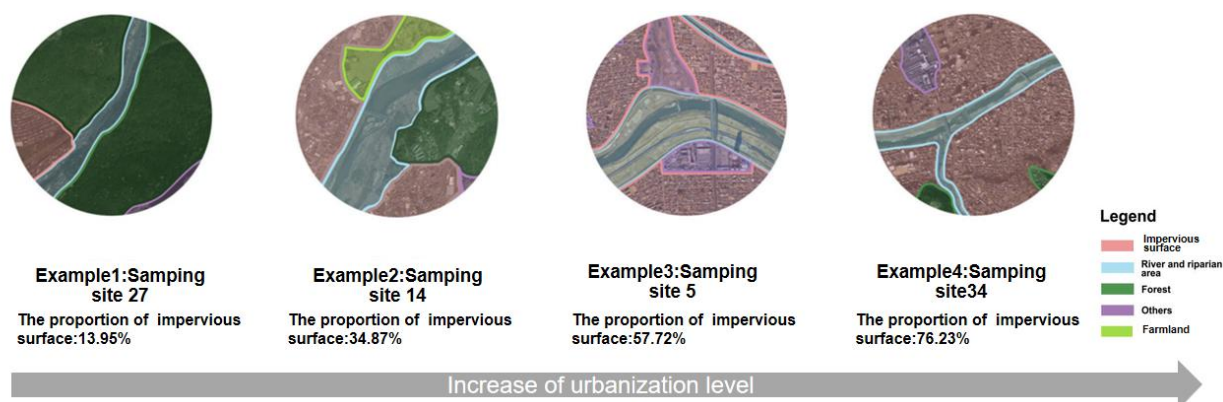 Example1:Samping
site 27
The proportion of impervious
surface:13.95%
Example2:Samping
site 14
The proportion of impervious
surface:34.87%
Example3:Samping
site 5
The proportion of impervious
surface:57.72%
Example4:Samping
site34
The proportion of impervious
surface:76.23%
Legend
Impervious
surface
River and riparian
area
Forest
Others
Farmland
Increase of urbanization level